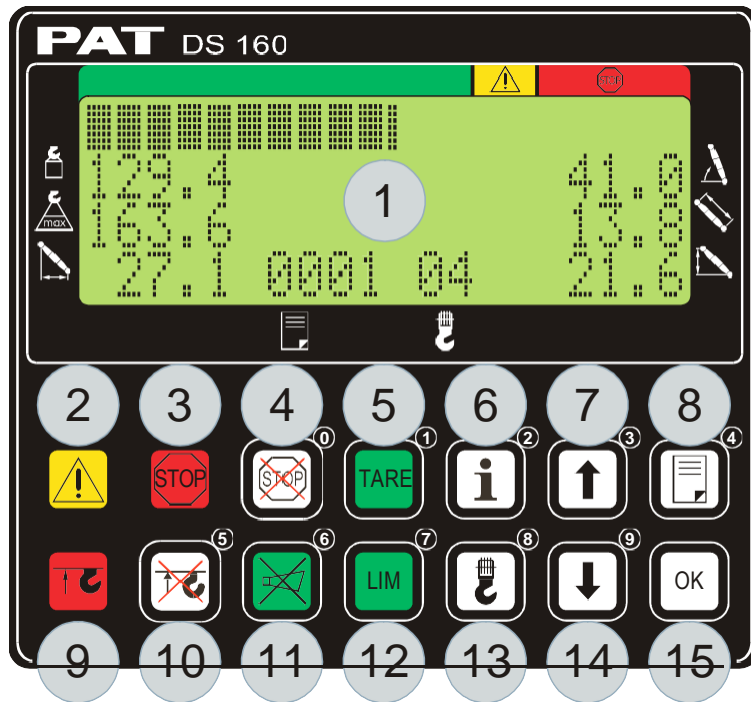 PAT DS 160
STOP
129.4 41.0
max 163.6 1 13.8
27.1 0001 04 21.6
2 3 4 5 6 7 8
0 1 2 3 4
STOP STOP TARE i
5 6 7 8 9
LIM OK
9 10 11 12 13 14 15